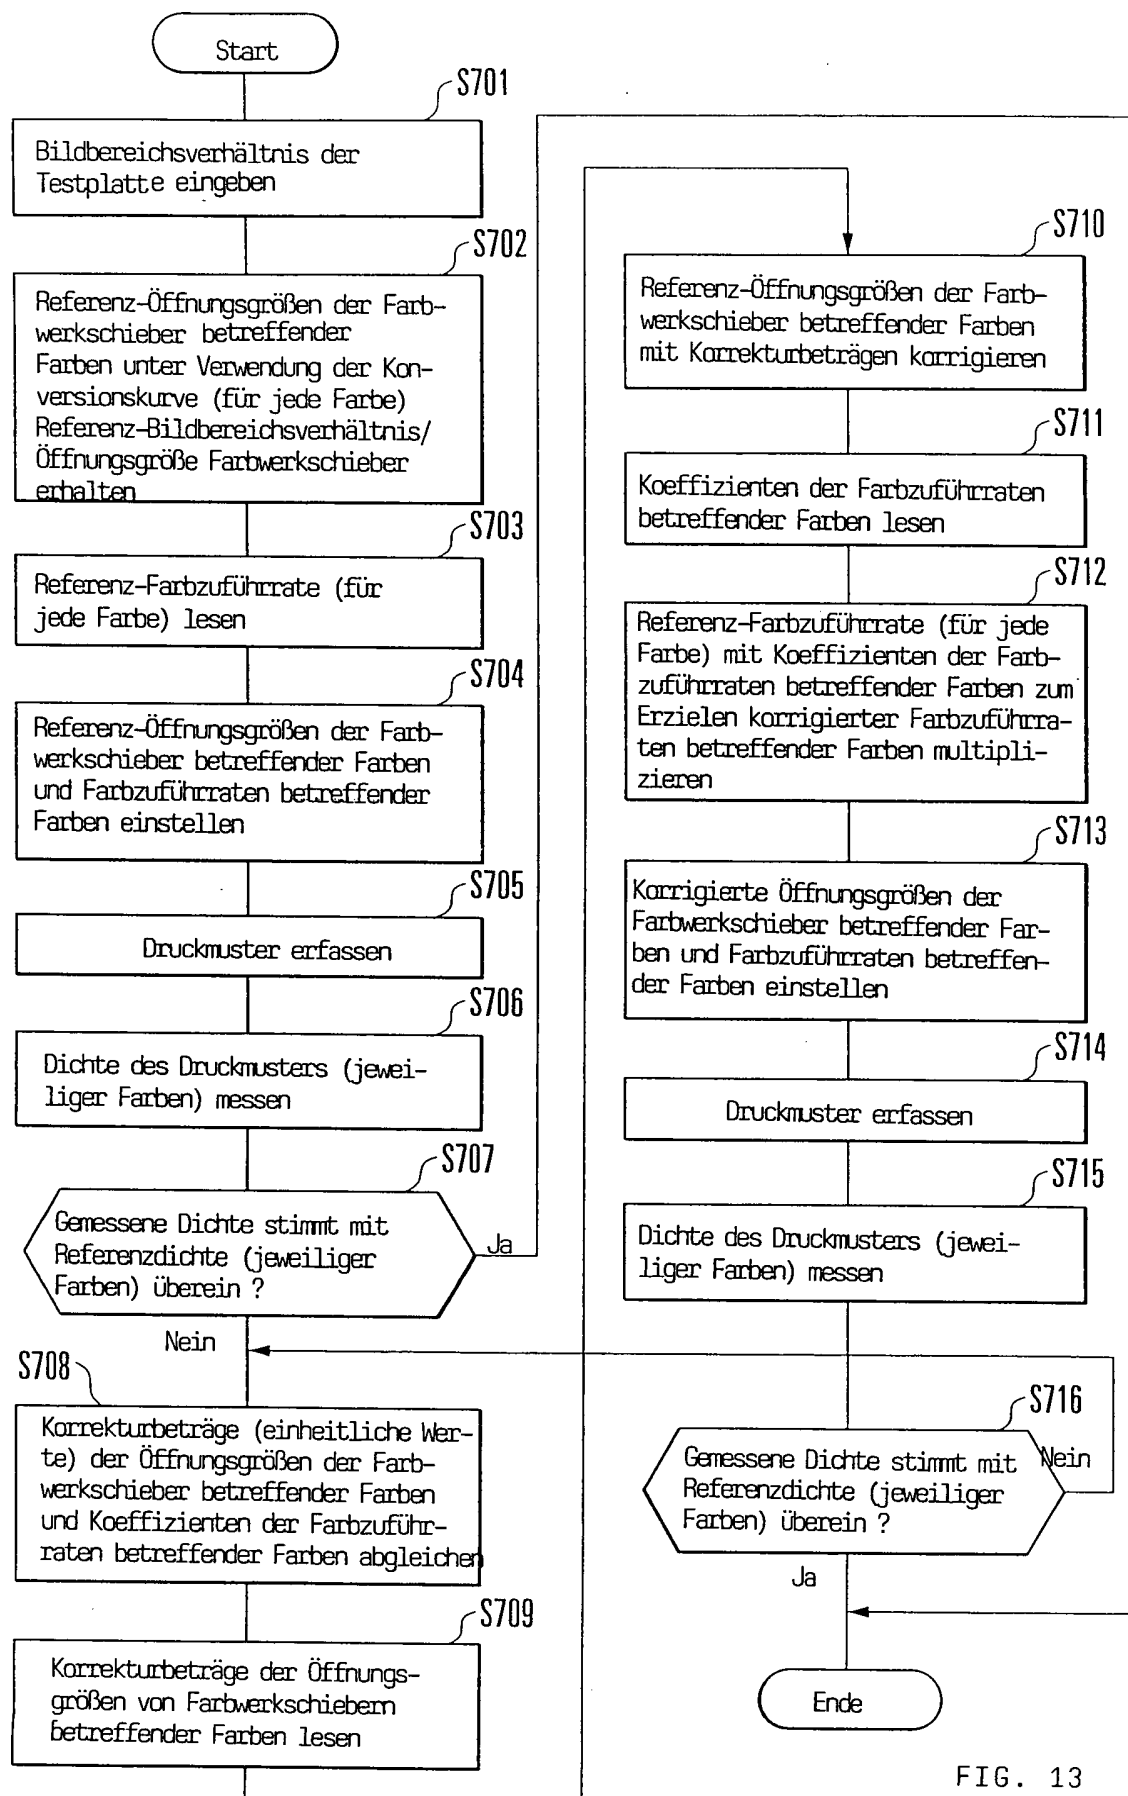 Start
S701
Bildbereichsverhältnis der
Testplatte eingeben
S702
Referenz-Öffnungsgrößen der Farb-
werkschieber betreffender
Farben unter Verwendung der Kon-
versionskurve (für jede Farbe)
Referenz-Bildbereichsverhältnis/
Öffnungsgröße Farbwerkschieber
erhalten
S703
Referenz-Farbzuführrate (für
jede Farbe) lesen
S704
Referenz-Öffnungsgrößen der Farb-
werkschieber betreffender Farben
und Farbzuführraten betreffender
Farben einstellen
S705
Druckmuster erfassen
S706
Dichte des Druckmusters (jewei-
liger Farben) messen
S707
Gemessene Dichte stimmt mit
Referenzdichte (jeweiliger
Farben) überein ?
Ja
Nein
S708
Korrekturbeträge (einheitliche Wer-
te) der Öffnungsgrößen der Farb-
werkschieber betreffender Farben
und Koeffizienten der Farbzuführ-
raten betreffender Farben abgleichen
S709
Korrekturbeträge der Öffnungs-
größen von Farbwerkschiebern
betreffender Farben lesen
S710
Referenz-Öffnungsgrößen der Farb-
werkschieber betreffender Farben
mit Korrekturbeträgen korrigieren
S711
Koeffizienten der Farbzuführraten
betreffender Farben lesen
S712
Referenz-Farbzuführrate (für jede
Farbe) mit Koeffizienten der Farb-
zuführraten betreffender Farben zum
Erzielen korrigierter Farbzuführra-
ten betreffender Farben multipli-
zieren
S713
Korrigierte Öffnungsgrößen der
Farbwerkschieber betreffender Far-
ben und Farbzuführraten betreffen-
der Farben einstellen
S714
Druckmuster erfassen
S715
Dichte des Druckmusters (jewei-
liger Farben) messen
S716
Gemessene Dichte stimmt mit
Referenzdichte (jeweiliger
Farben) überein ?
Nein
Ja
Ende
FIG. 13